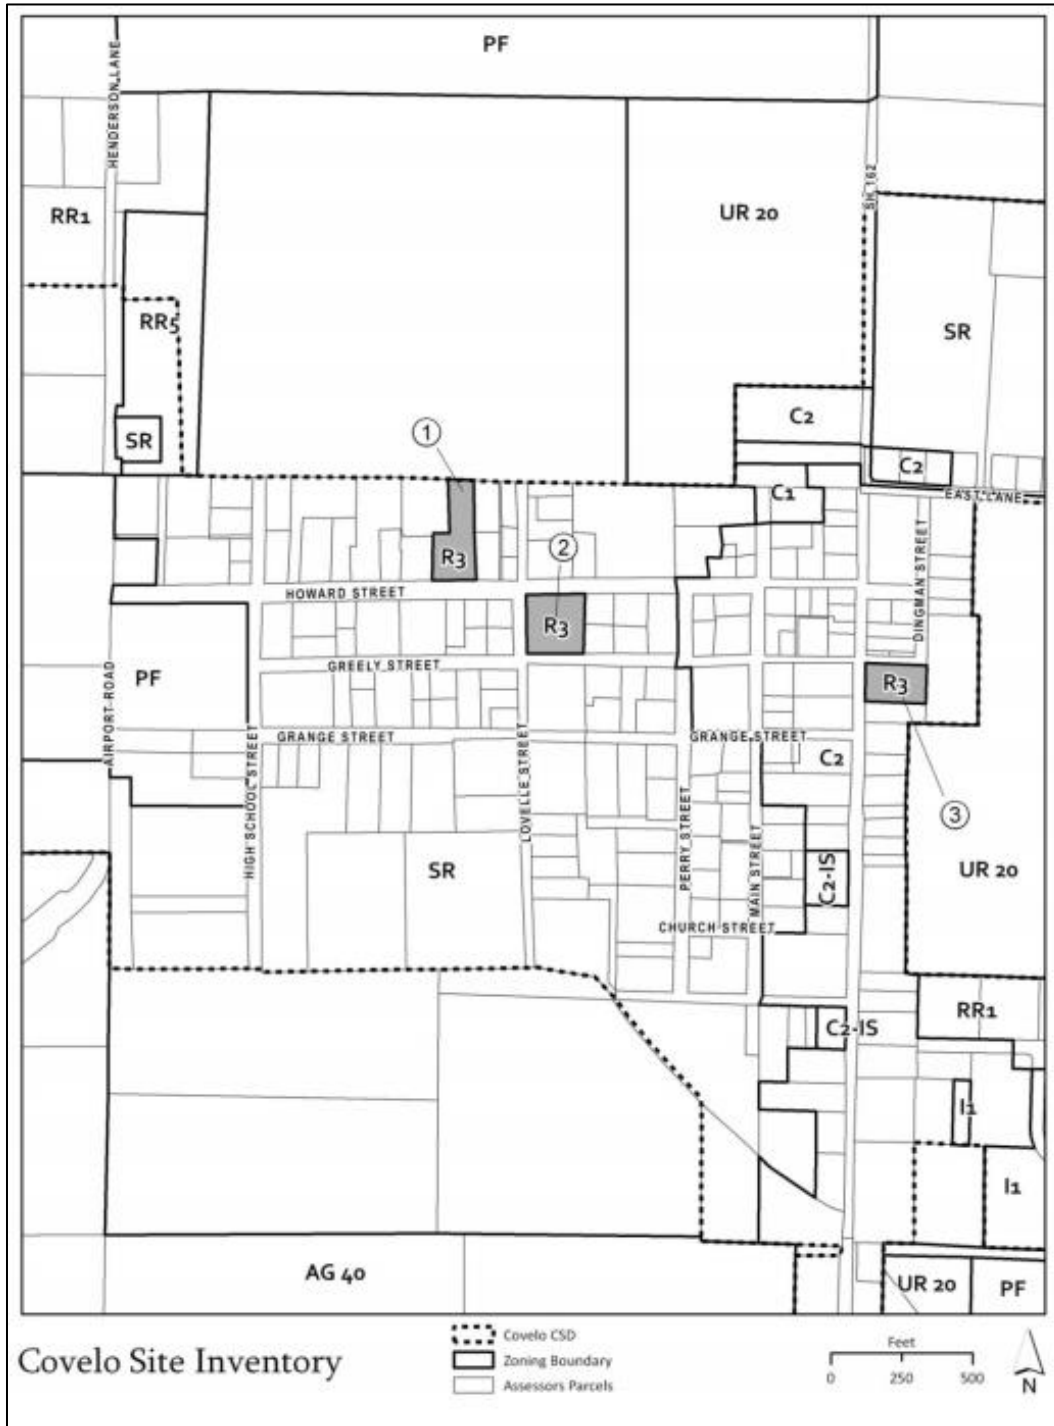 PF
HENDERSON LANE
SH 162
RR1
UR 20
RR5
SR
C2
SR
1
C2
C1
EAST LANE
R3
2
DINGMAN STREET
HOWARD STREET
R3
GREELY STREET
PF
R3
AIRPORT ROAD
GRANGE STREET
GRANGE STREET
HIGH SCHOOL STREET
LOVELLE STREET
C2
PERRY STREET
MAIN STREET
3
SR
C2-IS
UR 20
CHURCH STREET
RR1
C2-IS
I1
I1
AG 40
UR 20
PF
Covelo Site Inventory
Covelo CSD
Zoning Boundary
Assessors Parcels
Feet
0 250 500
N